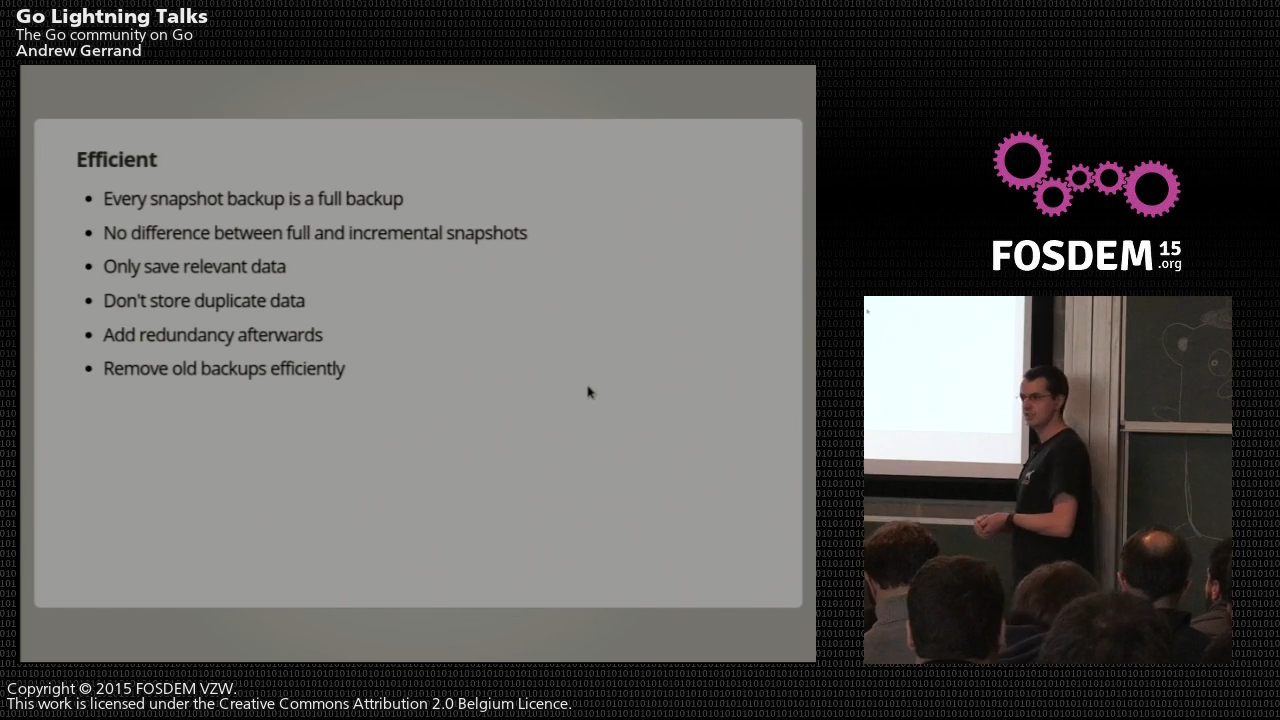 Go Lightning Talks
The Go community on Go
Andrew Gerrand
Efficient
Every snapshot backup is a full backup
No difference between full and incremental snapshots
Only save relevant data
Don't store duplicate data
Add redundancy afterwards
Remove old backups efficiently
FOSDEM 15
.org
Copyright © 2015 FOSDEM VZW.
This work is licensed under the Creative Commons Attribution 2.0 Belgium Licence.